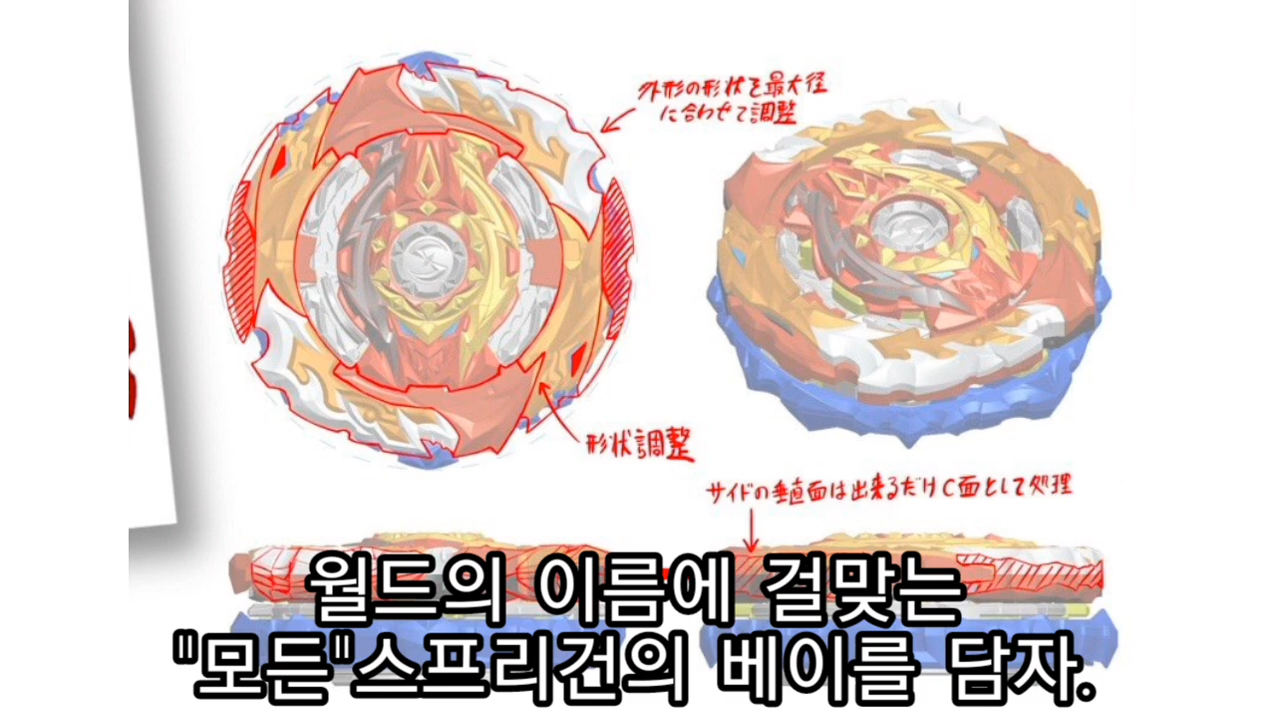 外形の形状を最大径
に合わせて調整
形状調整
サイドの垂直面は出来るだけC面として処理
월드의 이름에 걸맞는
"모든"스프리건의 베이를 담자.